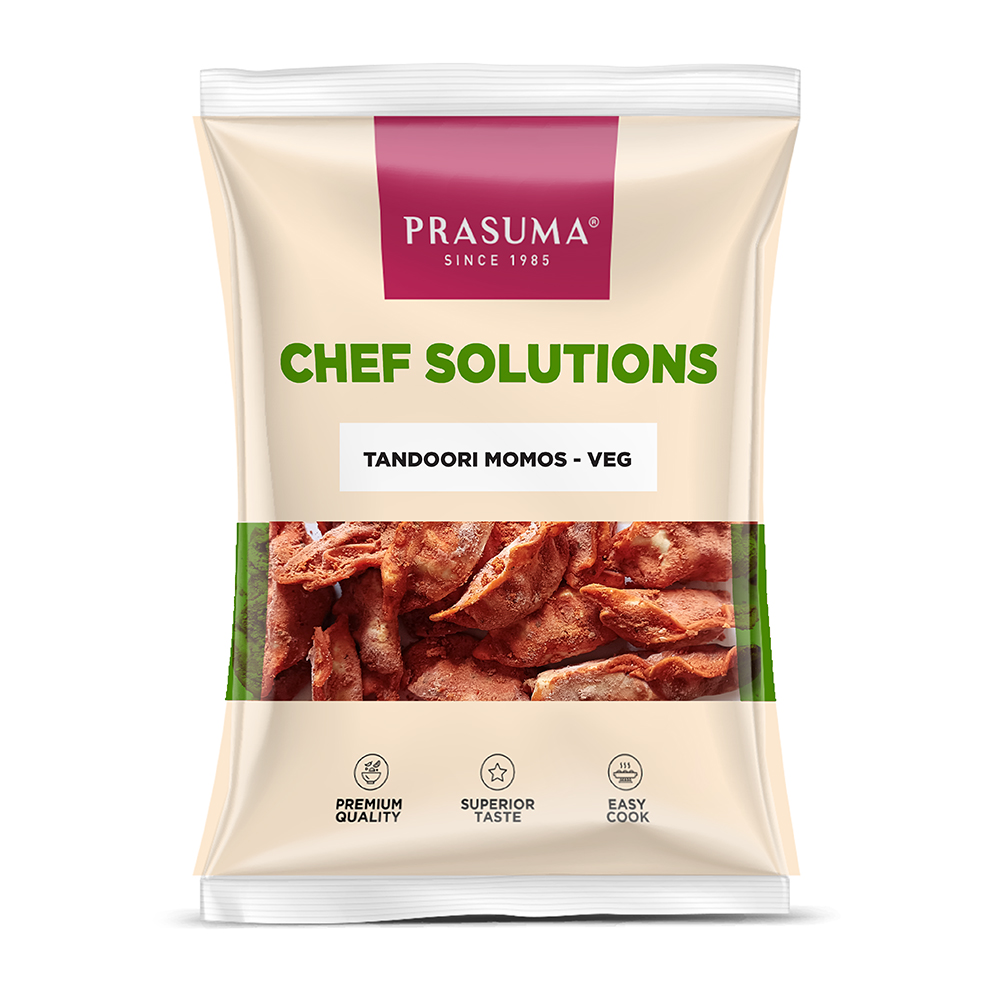 PRASUMA®
SINCE 1985
CHEF SOLUTIONS
TANDOORI MOMOS - VEG
PREMIUM
QUALITY
SUPERIOR
TASTE
EASY
COOK